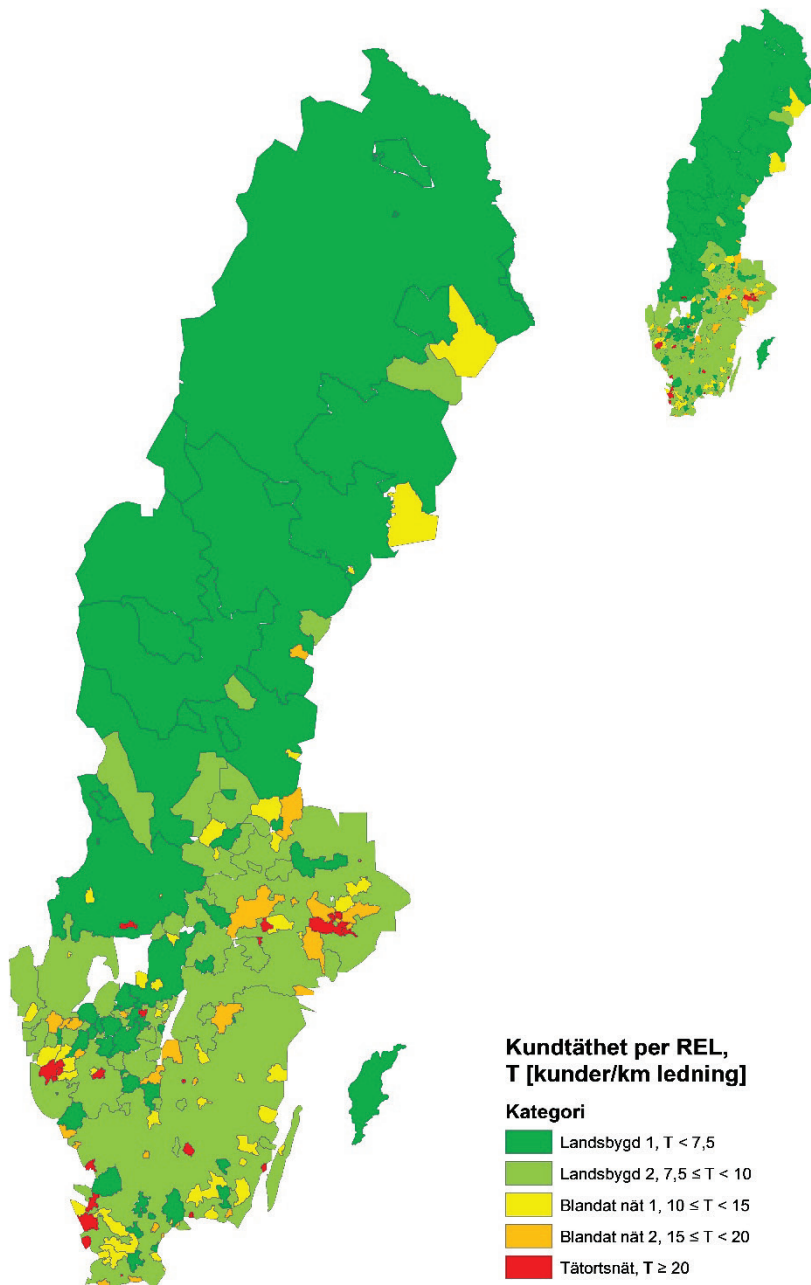 Kundtäthet per REL,
T [kunder/km ledning]
Kategori
Landsbygd 1, T < 7,5
Landsbygd 2, 7,5 ≤ T < 10
Blandat nät 1, 10 ≤ T < 15
Blandat nät 2, 15 ≤ T < 20
Tätortsnät, T ≥ 20